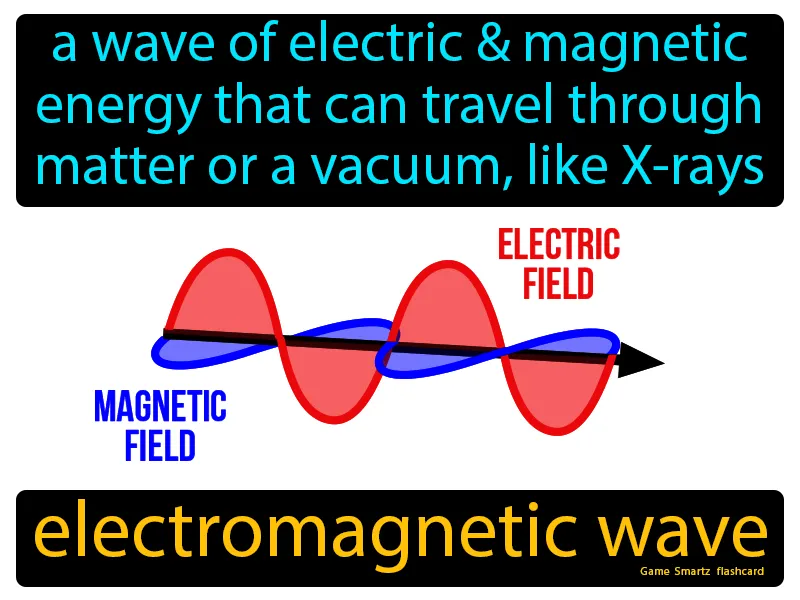 a wave of electric & magnetic
energy that can travel through
matter or a vacuum, like X-rays
ELECTRIC
FIELD
MAGNETIC
FIELD
electromagnetic wave
Game Smartz flashcard